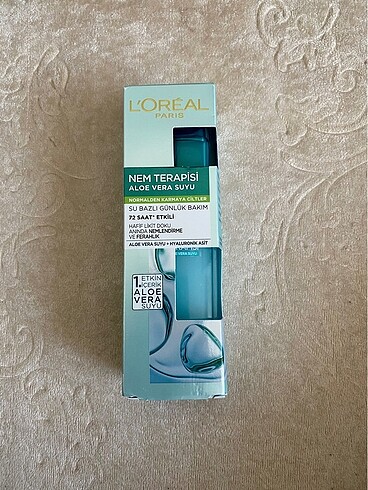 L'ORÉAL
PARIS
NEM TERAPİSİ
ALOE VERA SUYU
NORMALDEN KARMAYA CİLTLER
SU BAZLI GÜNLÜK BAKIM
72 SAAT* ETKİLİ
HAFİF LİKİT DOKU
ANINDA NEMLENDİRME
VE FERAHLIK
ALOE VERA SUYU + HYALURONİK ASİT
VERA SUYU
1. ETKİN
İÇERİK
ALOE
VERA
SUYU